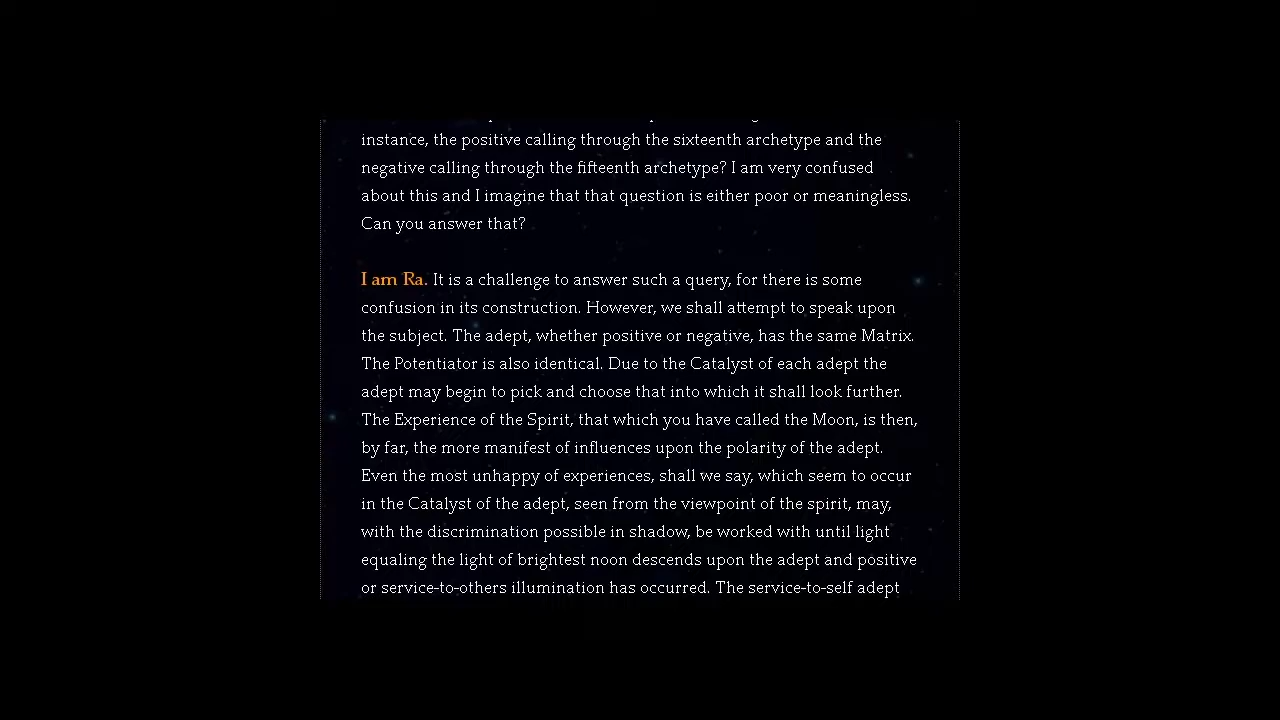 instance, the positive calling through the sixteenth archetype and the
negative calling through the fifteenth archetype? I am very confused
about this and I imagine that that question is either poor or meaningless.
Can you answer that?
I am Ra. It is a challenge to answer such a query, for there is some
confusion in its construction. However, we shall attempt to speak upon
the subject. The adept, whether positive or negative, has the same Matrix.
The Potentiator is also identical. Due to the Catalyst of each adept the
adept may begin to pick and choose that into which it shall look further.
The Experience of the Spirit, that which you have called the Moon, is then,
by far, the more manifest of influences upon the polarity of the adept.
Even the most unhappy of experiences, shall we say, which seem to occur
in the Catalyst of the adept, seen from the viewpoint of the spirit, may,
with the discrimination possible in shadow, be worked with until light
equaling the light of brightest noon descends upon the adept and positive
or service-to-others illumination has occurred. The service-to-self adept